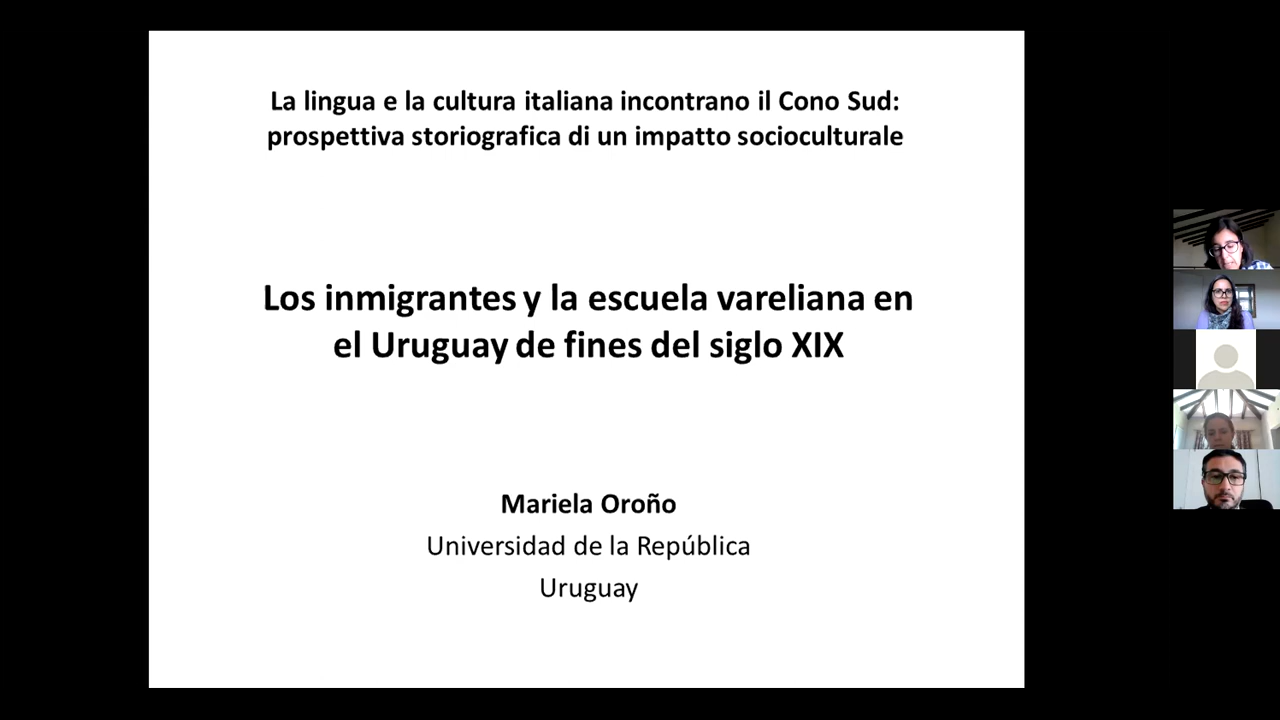 La lingua e la cultura italiana incontrano il Cono Sud:
prospettiva storiografica di un impatto socioculturale
Los inmigrantes y la escuela vareliana en
el Uruguay de fines del siglo XIX
Mariela Oroño
Universidad de la República
Uruguay